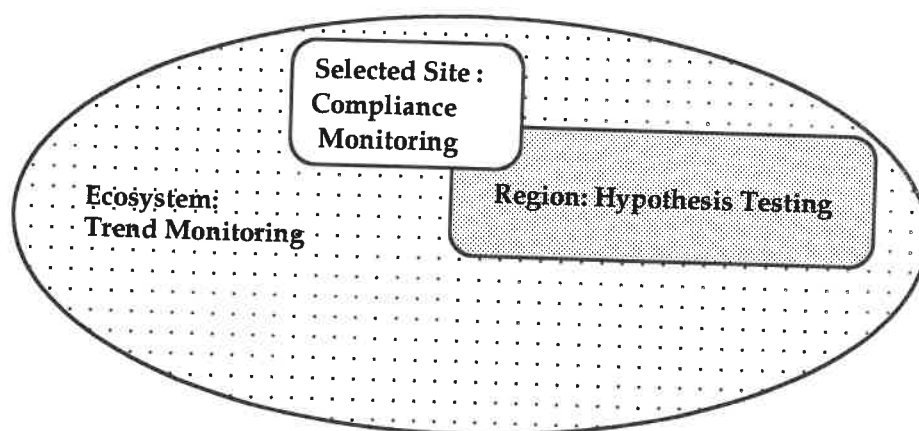 Selected Site :
Compliance
Monitoring
Ecosystem:
Trend Monitoring
Region: Hypothesis Testing